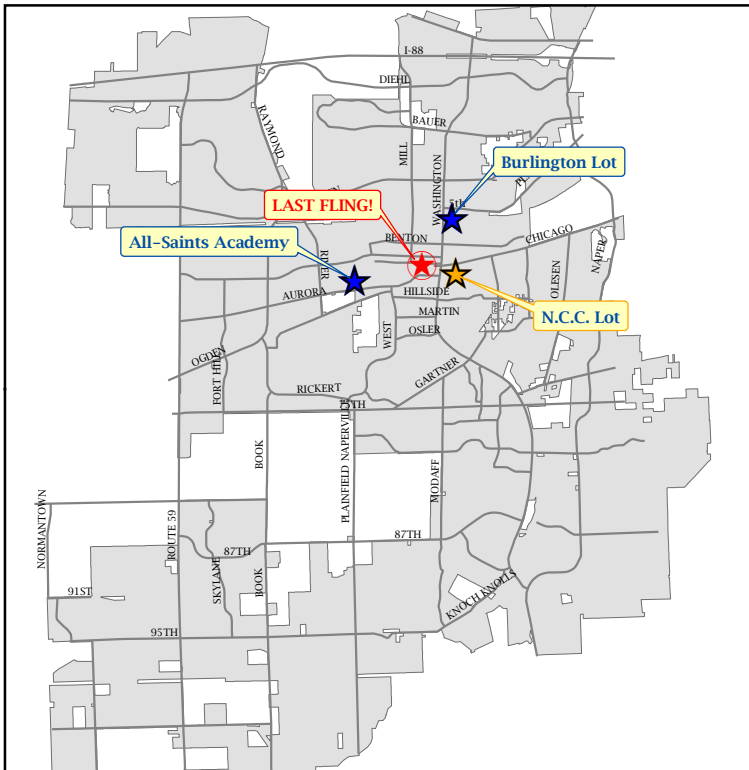 I-88
DIEHL
RAYMOND
BAUER
MILL
WASHINGTON
Burlington Lot
5th
LAST FLING!
BENTON
CHICAGO
All-Saints Academy
RIVER
NAPER
OLESEN
AURORA
HILLSIDE
MARTIN
N.C.C. Lot
WEST
OSLER
OGDEN
FORT HILL
GARTNER
RICKERT
75TH
PLAINFIELD NAPERVILLE
BOOK
MODAFF
NORMANTOWN
ROUTE 59
87TH
87TH
SKYLANE
BOOK
91ST
KNOCH KNOLLS
95TH